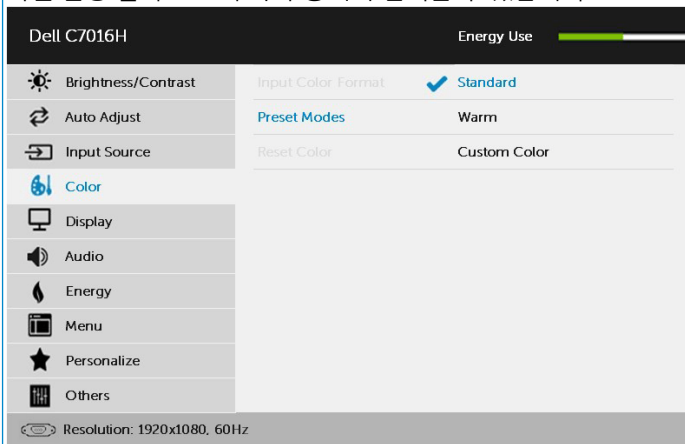 Dell C7016H Energy Use
Brightness/Contrast Input Color Format Standard
Auto Adjust Preset Modes Warm
Input Source Reset Color Custom Color
Color
Display
Audio
Energy
Menu
Personalize
Others
Resolution: 1920x1080, 60Hz